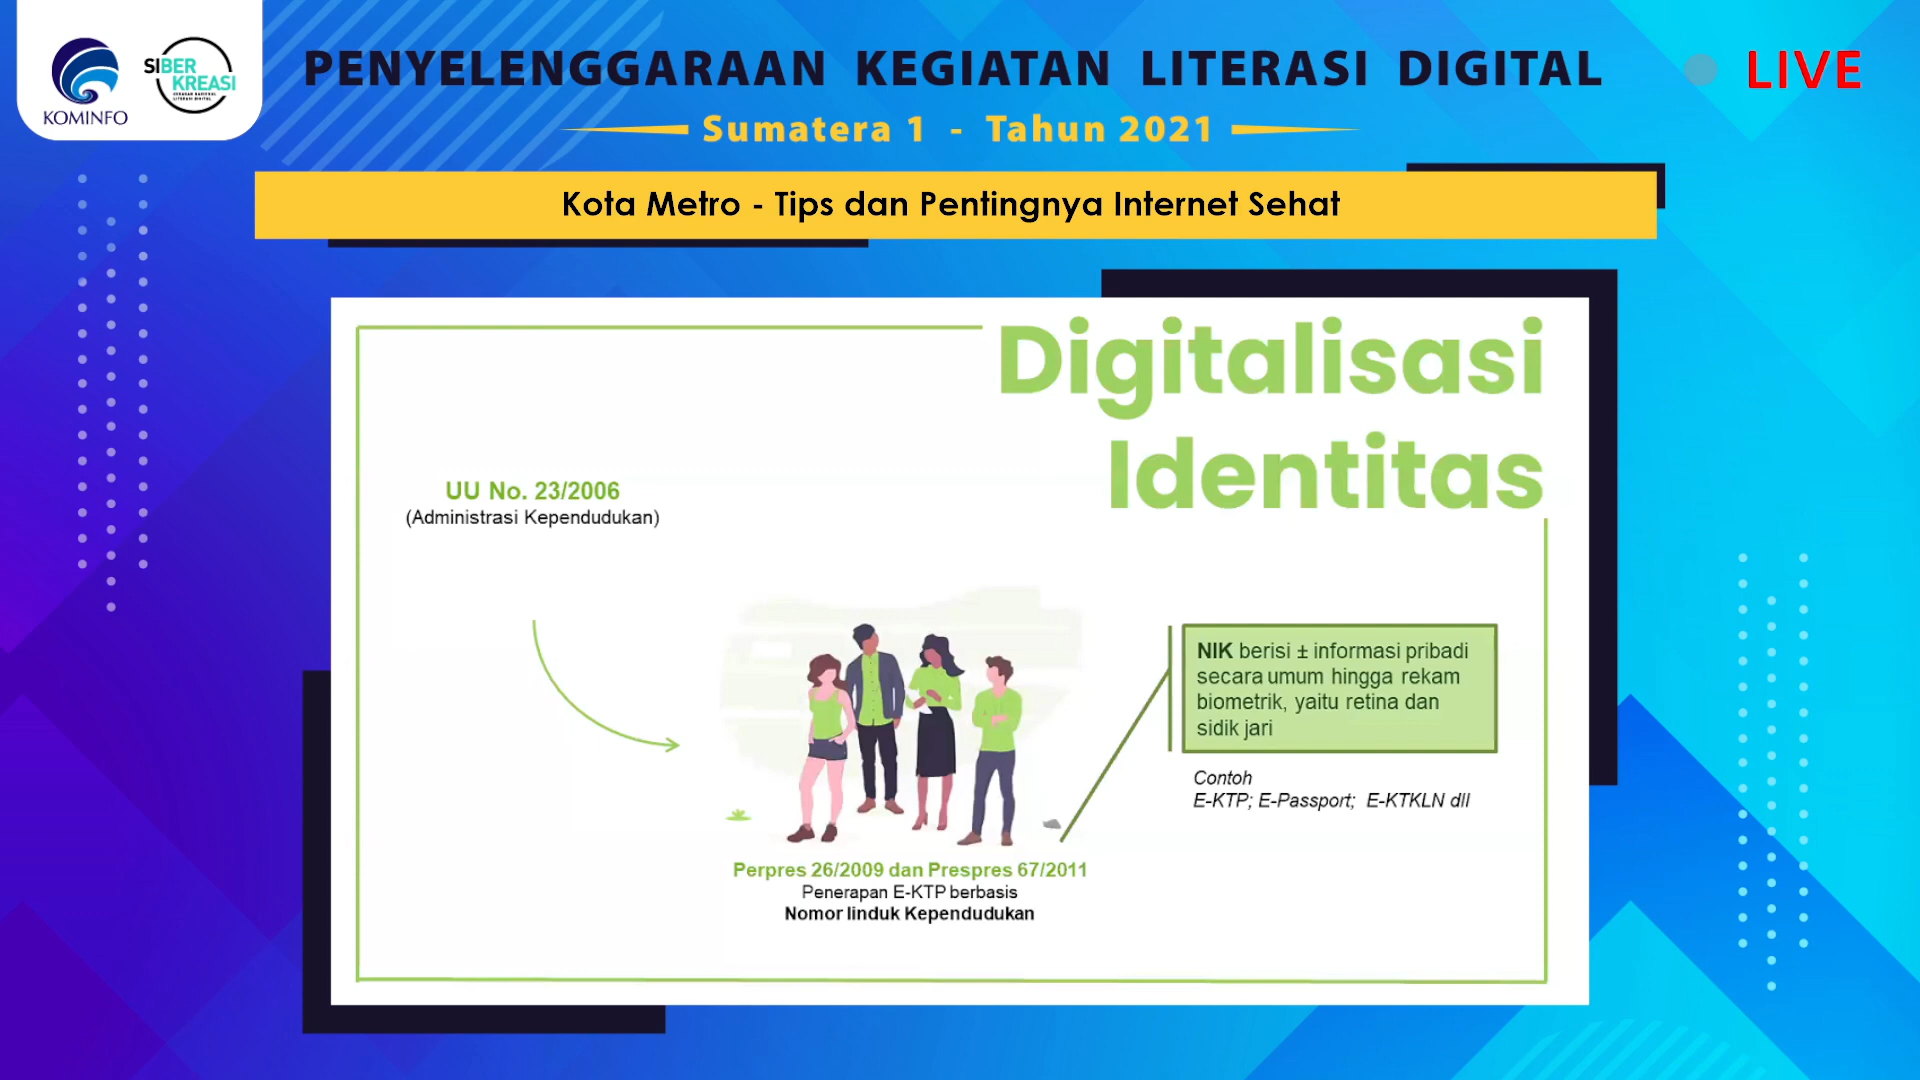 KOMINFO
SIBER
KREASI
PENYELENGGARAAN KEGIATAN LITERASI DIGITAL
LIVE
Sumatera 1 - Tahun 2021
Kota Metro - Tips dan Pentingnya Internet Sehat
Digitalisasi
Identitas
UU No. 23/2006
(Administrasi Kependudukan)
NIK berisi ± informasi pribadi
secara umum hingga rekam
biometrik, yaitu retina dan
sidik jari
Contoh
E-KTP; E-Passport; E-KTKLN dll
Perpres 26/2009 dan Prespres 67/2011
Penerapan E-KTP berbasis
Nomor Iinduk Kependudukan